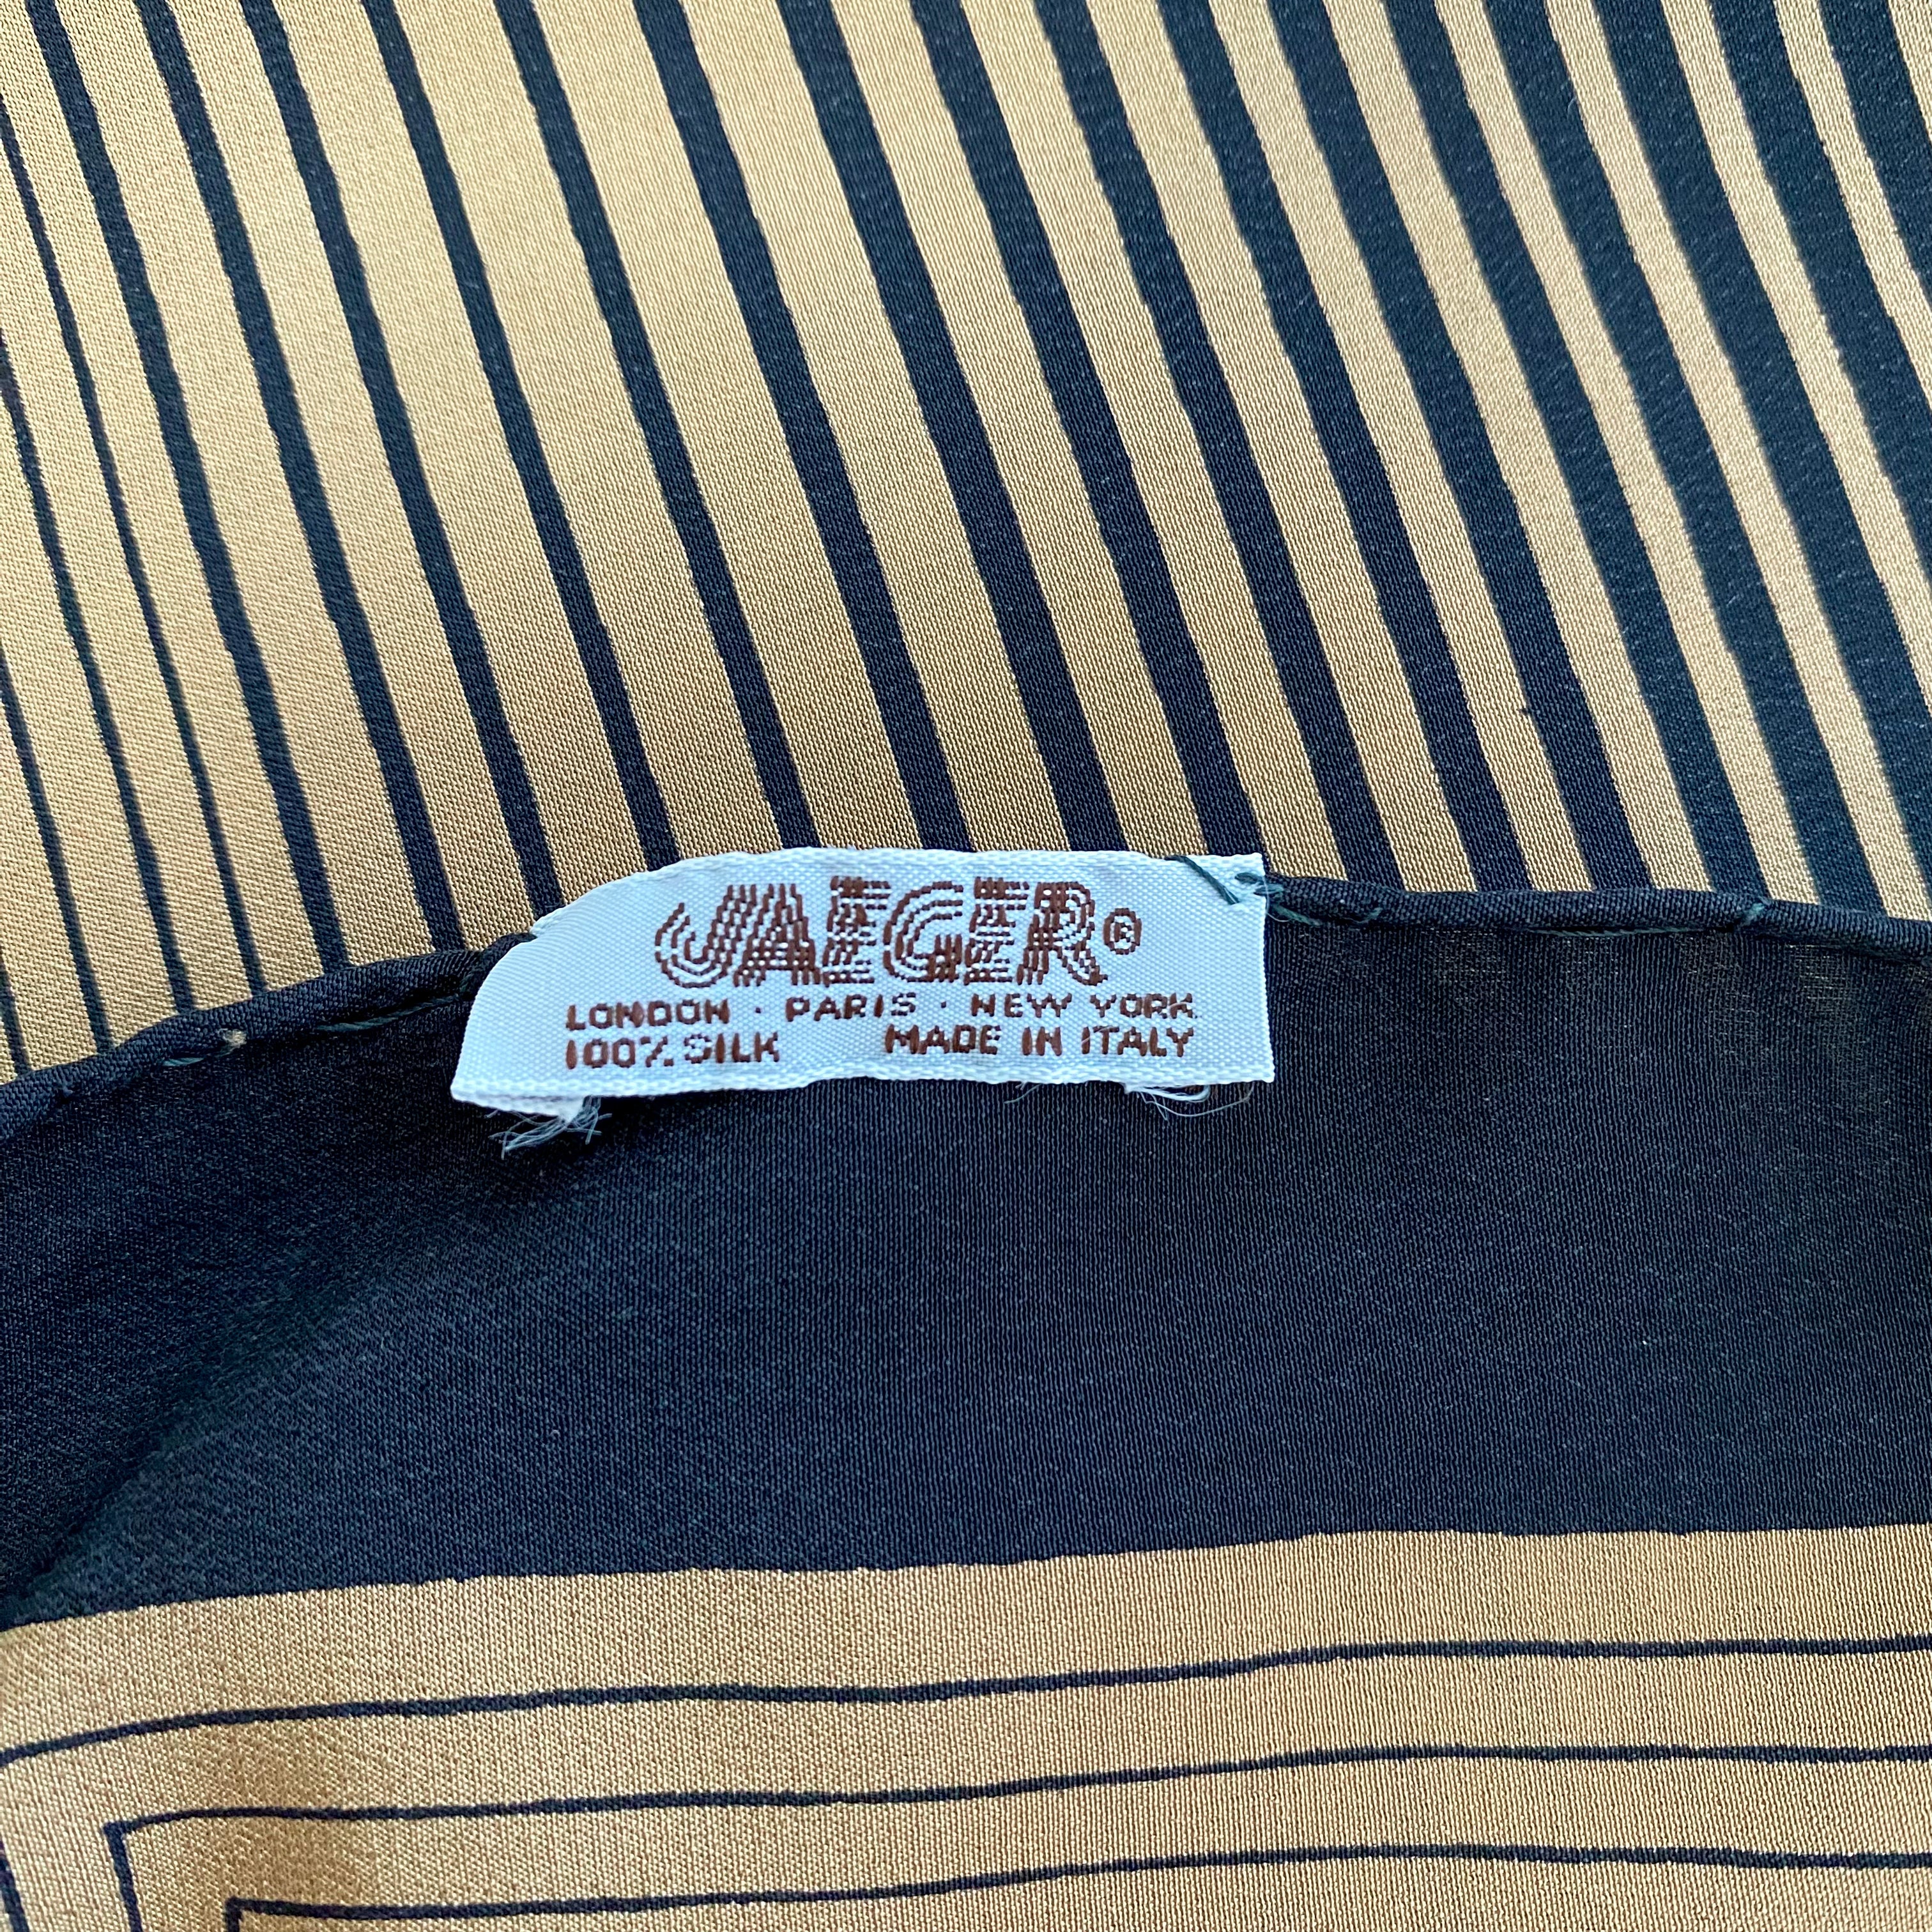 JAEGER®
LONDON · PARIS · NEW YORK
100% SILK MADE IN ITALY